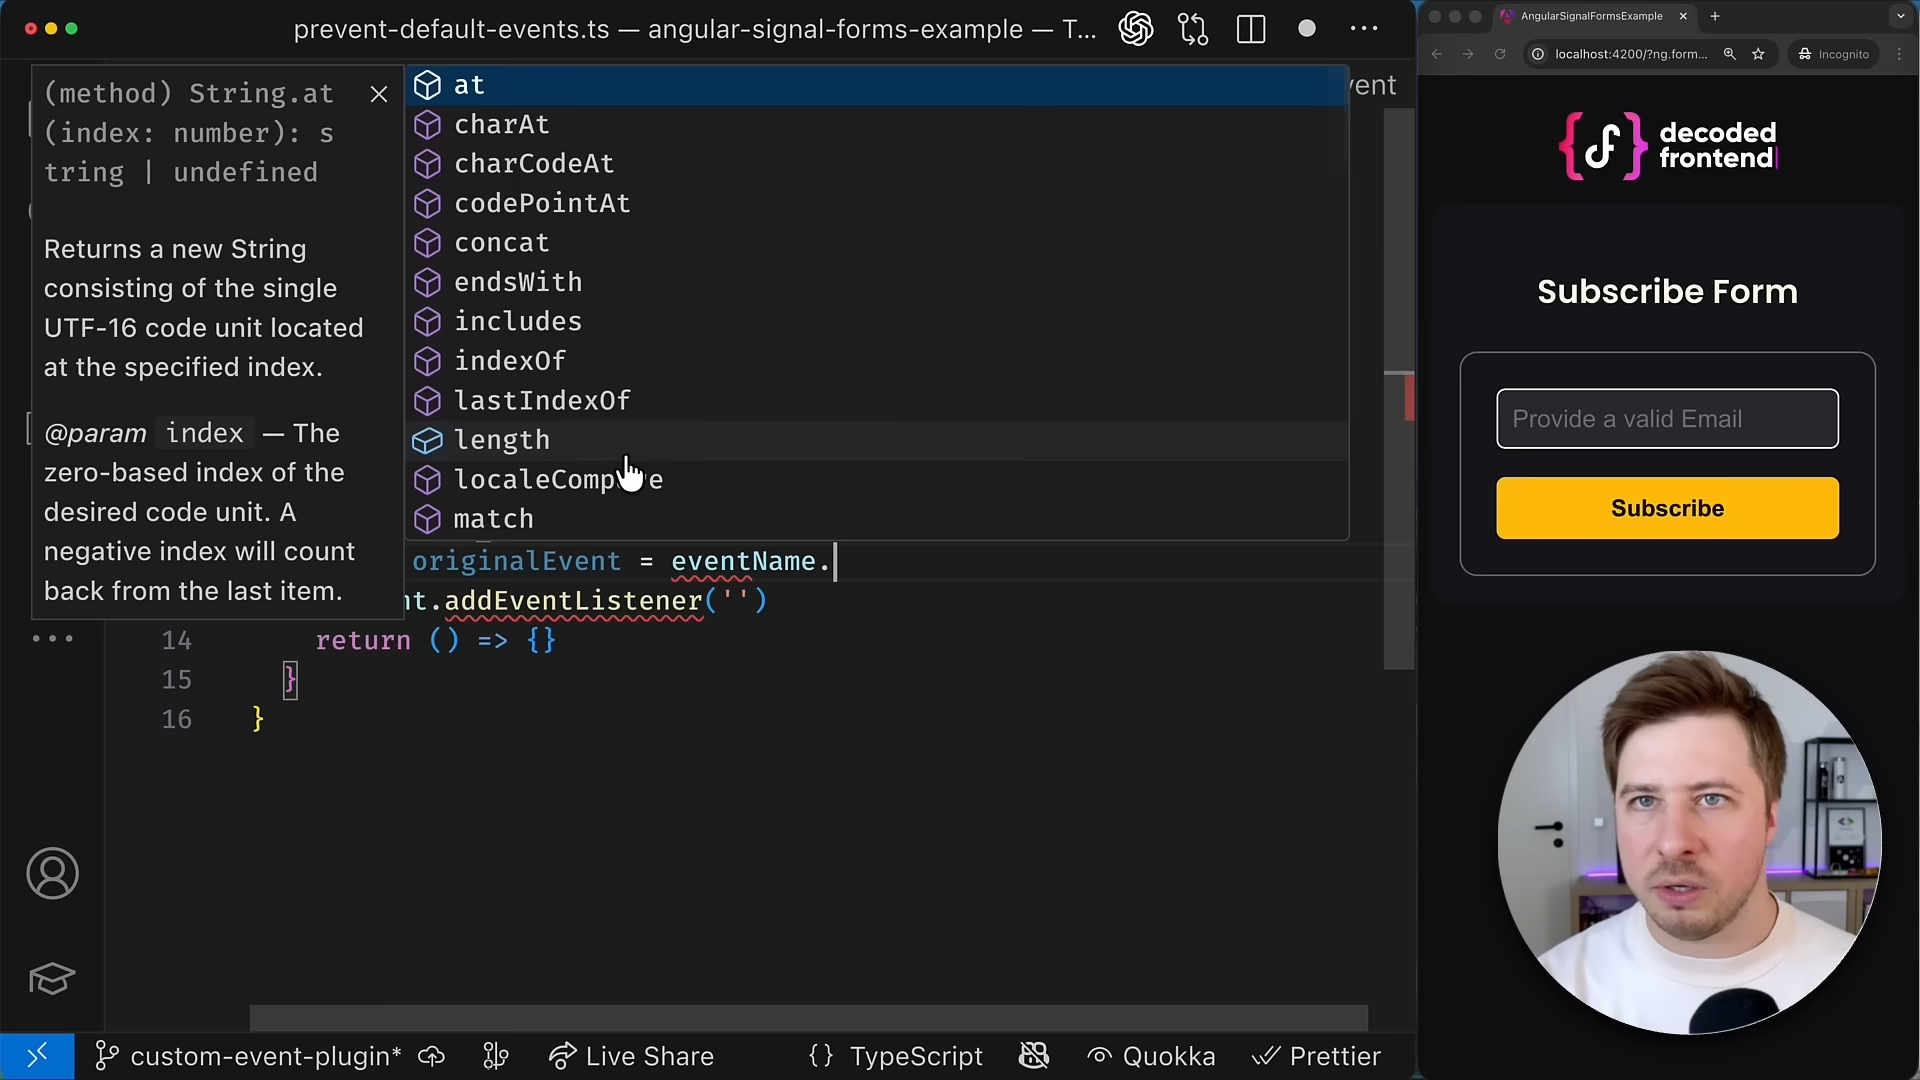 prevent-default-events.ts — angular-signal-forms-example — T...
(method) String.at
(index: number): s
tring | undefined
Returns a new String
consisting of the single
UTF-16 code unit located
at the specified index.
@param index — The
zero-based index of the
desired code unit. A
negative index will count
back from the last item.
at
charAt
charCodeAt
codePointAt
concat
endsWith
includes
indexOf
lastIndexOf
length
localeCompare
match
vent
originalEvent = eventName.
nt.addEventListener('')
14 return () => {}
15 }
16 }
custom-event-plugin*
Live Share
{} TypeScript
Quokka
Prettier
AngularSignalFormsExample
localhost:4200/?ng.form...
Incognito
decoded
frontend
Subscribe Form
Provide a valid Email
Subscribe